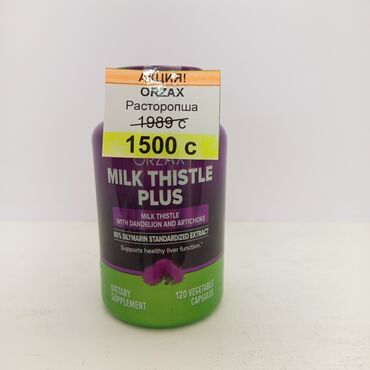 АКЦИЯ!
ORZAX
Расторопша
1989 с
1500 с
ORZAX
MILK THISTLE
PLUS
MILK THISTLE
WITH DANDELION AND ARTICHOKE
80% SILYMARIN STANDARDIZED EXTRACT
Supports healthy liver function.*
DIETARY
SUPPLEMENT
120 VEGETABLE
CAPSULES